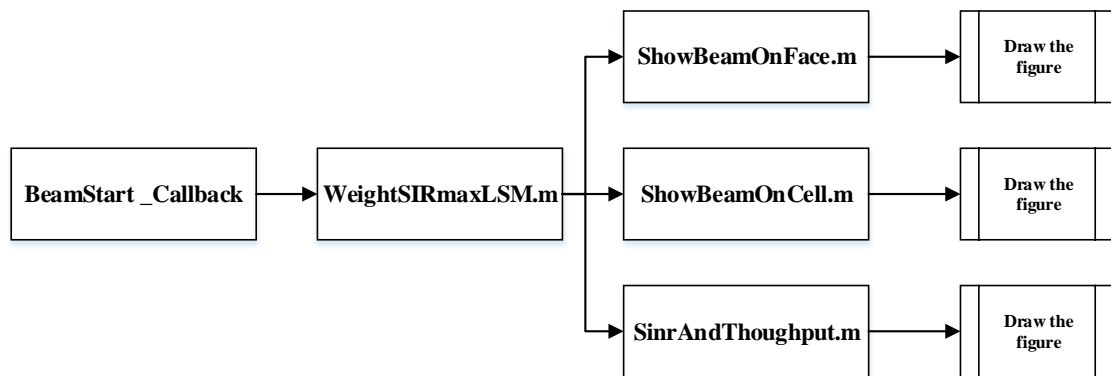 ShowBeamOnFace.m
Draw the
figure
BeamStart _Callback
WeightSIRmaxLSM.m
ShowBeamOnCell.m
Draw the
figure
SinrAndThoughput.m
Draw the
figure